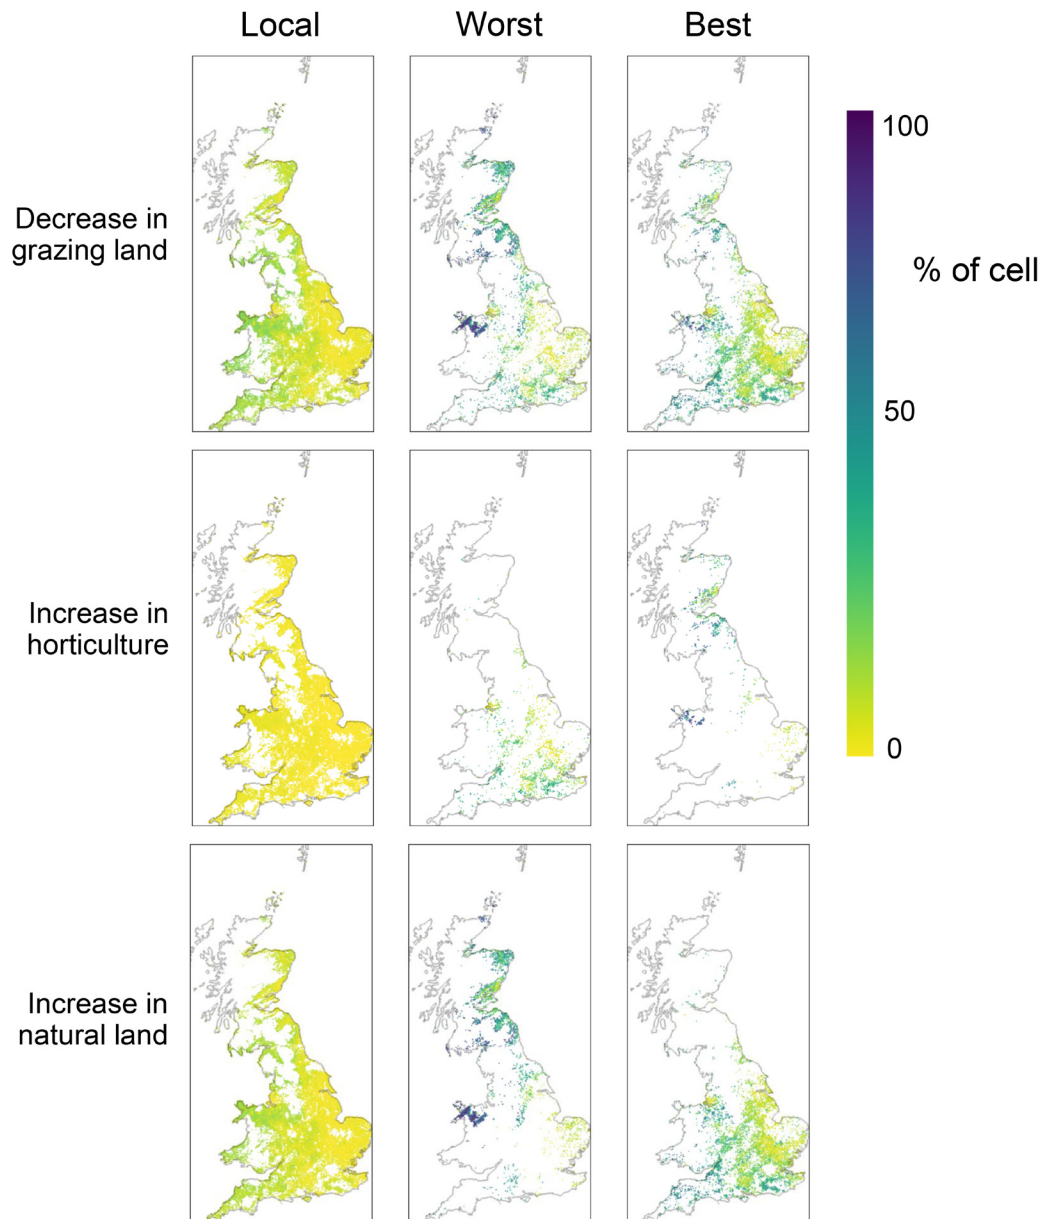 Local Worst Best
100
Decrease in
grazing land
% of cell
50
Increase in
horticulture
0
Increase in
natural land